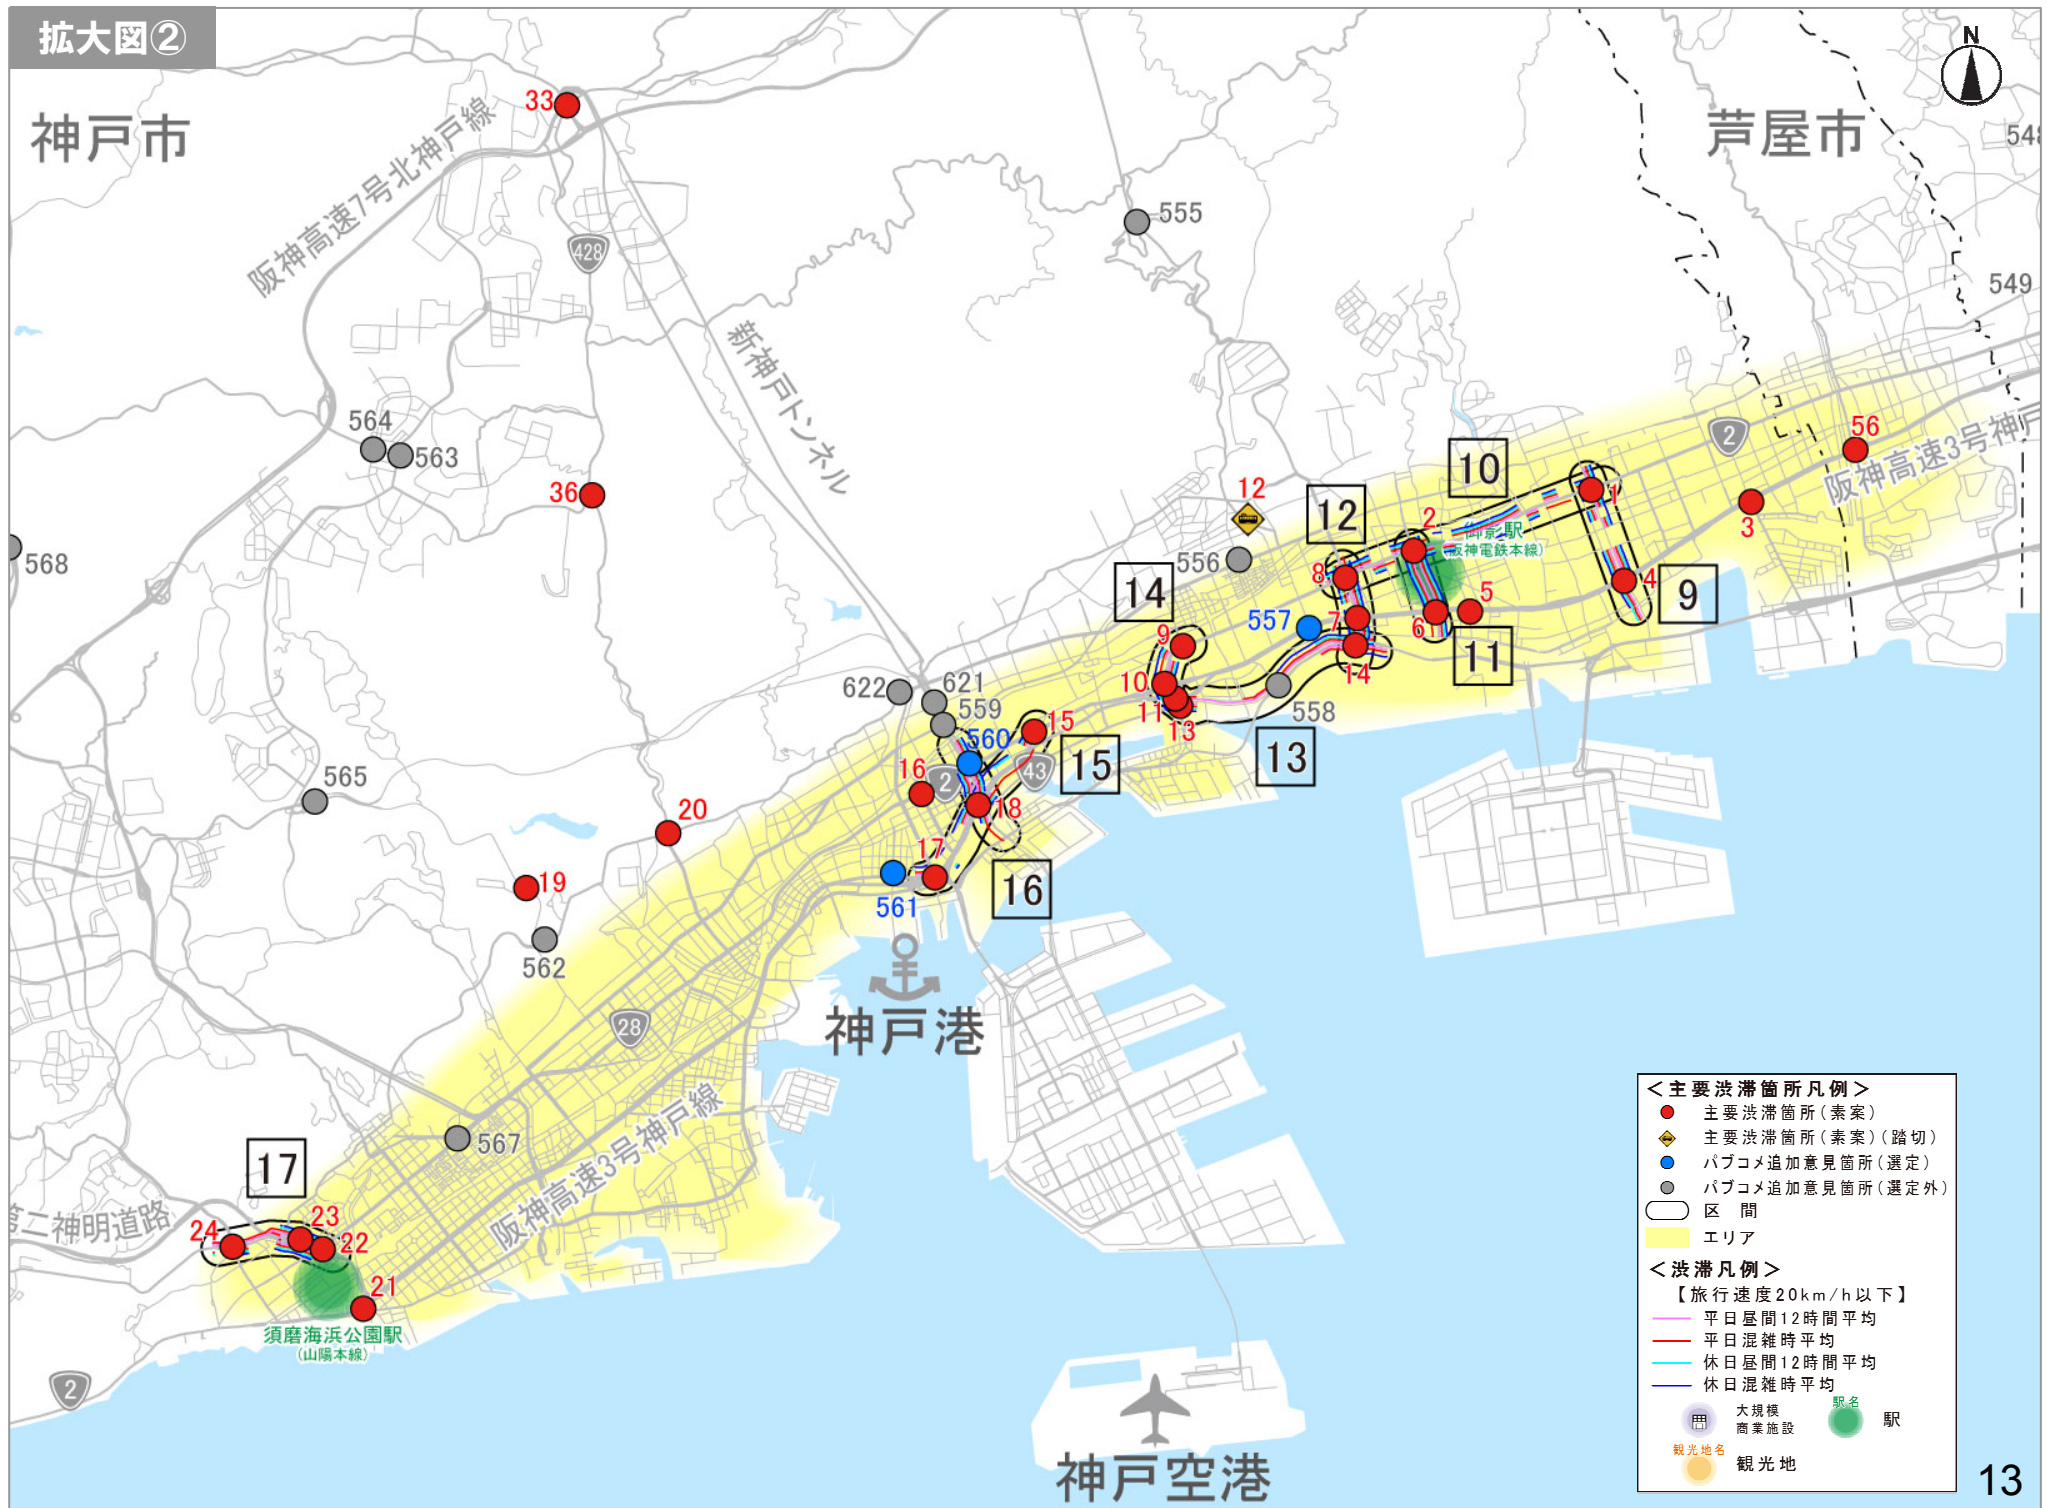 拡大図②
N
神戸市
芦屋市
33
阪神高速7号北神戸線
428
555
548
549
新神戸トンネル
564
563
36
568
12
556
10
12
2
御影駅
(阪神電鉄本線)
1
2
56
3
阪神高速3号神戸
14
8
557
7
6
5
4
9
11
14
9
10
11
13
558
13
622
621
559
560
15
15
43
16
2
18
17
16
561
565
20
19
562
神戸港
28
567
阪神高速3号神戸線
17
第二神明道路
24
23
22
21
須磨海浜公園駅
(山陽本線)
2
神戸空港
＜主要渋滞箇所凡例＞
主要渋滞箇所(素案)
主要渋滞箇所(素案)(踏切)
パブコメ追加意見箇所(選定)
パブコメ追加意見箇所(選定外)
区 間
エリア
＜渋滞凡例＞
【旅行速度20km/h以下】
平日昼間12時間平均
平日混雑時平均
休日昼間12時間平均
休日混雑時平均
大規模
商業施設
駅名
駅
観光地名
観光地
13